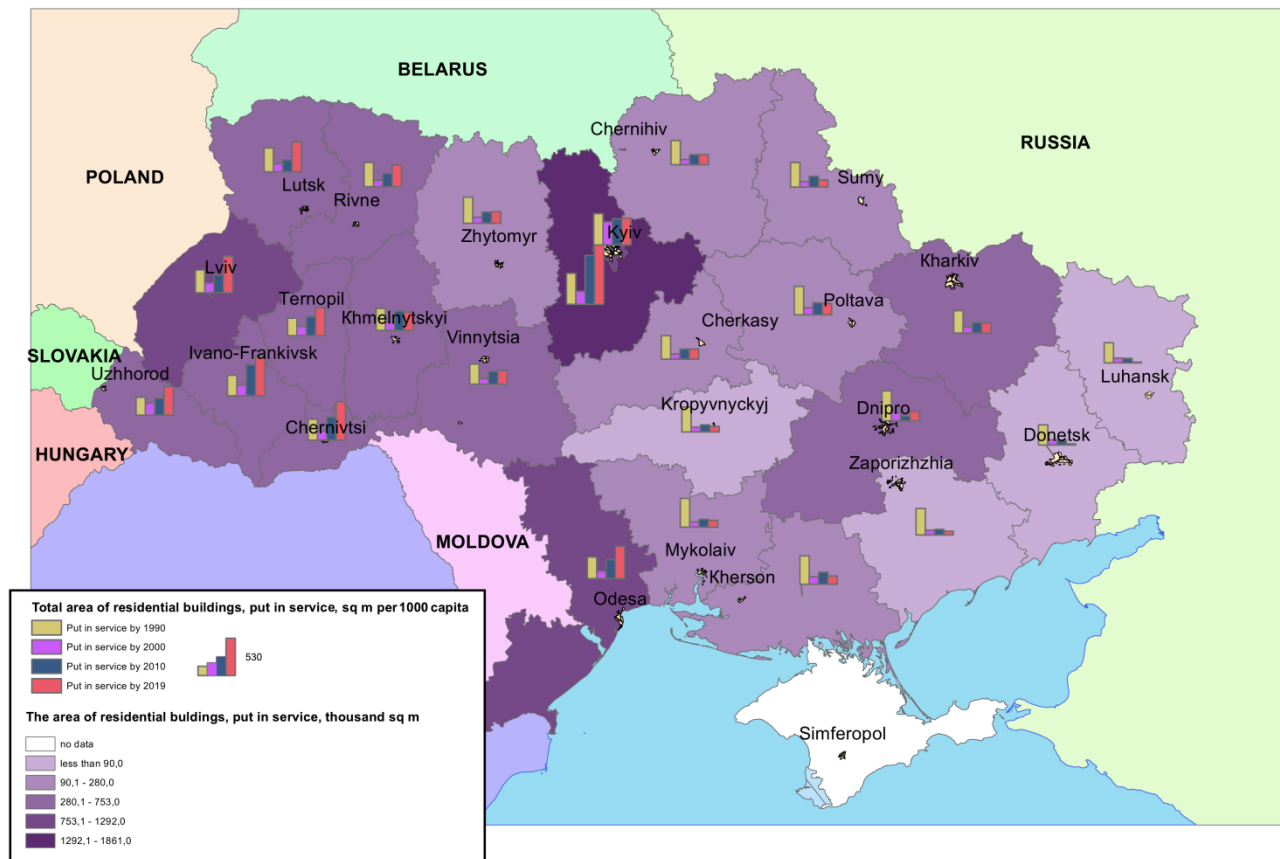 BELARUS
Chernihiv
RUSSIA
POLAND
Sumy
Lutsk
Rivne
Zhytomyr
Kyiv
Lviv
Kharkiv
Ternopil
Khmelnytskyi
Poltava
Cherkasy
Vinnytsia
SLOVAKIA
Ivano-Frankivsk
Uzhhorod
Luhansk
Kropyvnyckyj
Dnipro
Chernivtsi
Donetsk
HUNGARY
Zaporizhzhia
MOLDOVA
Mykolaiv
Kherson
Odesa
Simferopol
Total area of residential buildings, put in service, sq m per 1000 capita
Put in service by 1990
Put in service by 2000
Put in service by 2010
Put in service by 2019
530
The area of residential buldings, put in service, thousand sq m
no data
less than 90,0
90,1 - 280,0
280,1 - 753,0
753,1 - 1292,0
1292,1 - 1861,0